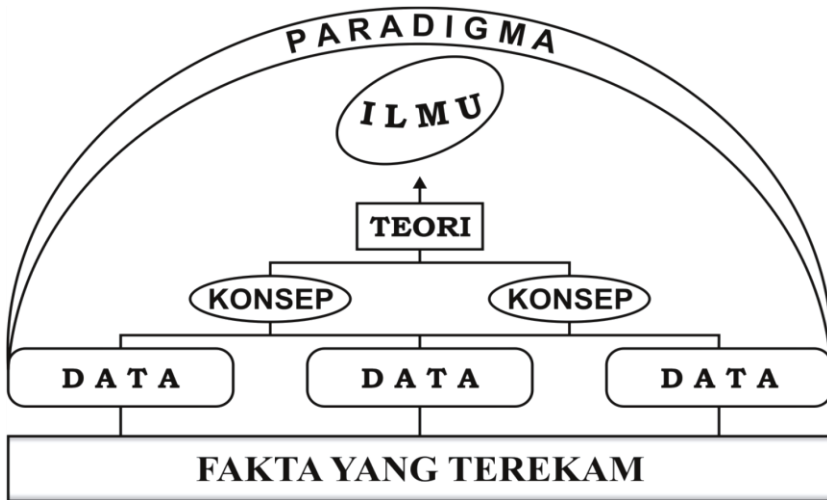 PARADIGMA
ILMU
TEORI
KONSEP KONSEP
DATA DATA DATA
FAKTA YANG TEREKAM